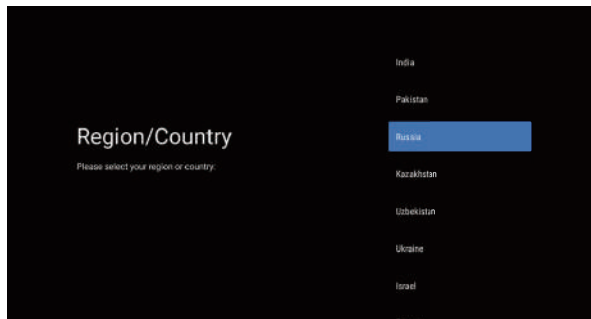 Region/Country
Please select your region or country:
India
Pakistan
Russia
Kazakhstan
Uzbekistan
Ukraine
Israel